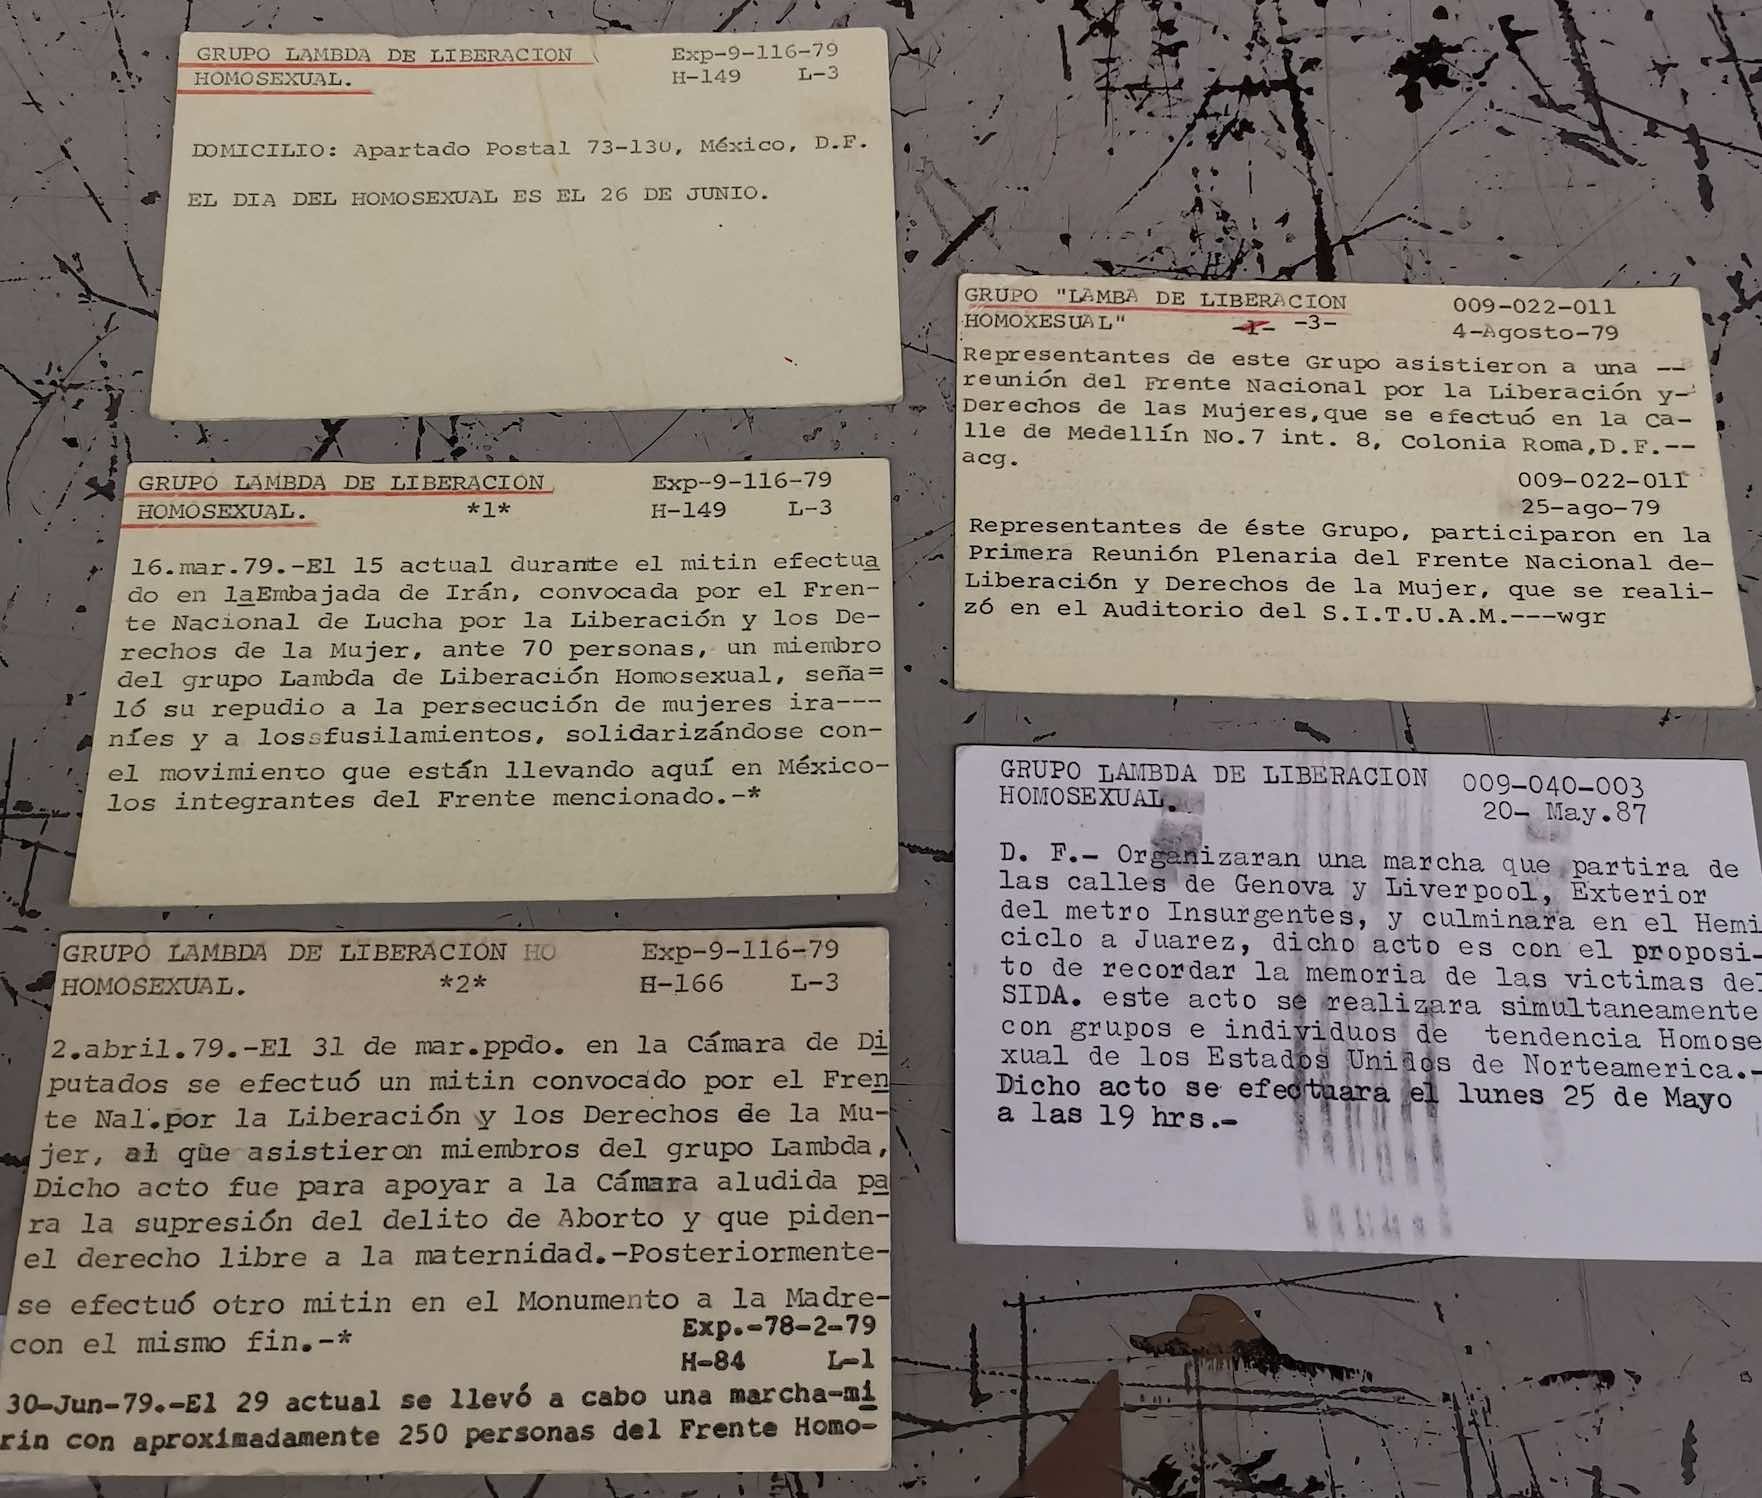 GRUPO LAMBDA DE LIBERACION Exp-9-116-79
HOMOSEXUAL. H-149 L-3
DOMICILIO: Apartado Postal 73-130, México, D.F.
EL DIA DEL HOMOSEXUAL ES EL 26 DE JUNIO.
GRUPO LAMBDA DE LIBERACION Exp-9-116-79
HOMOSEXUAL. *1* H-149 L-3
16.mar.79.-El 15 actual durante el mitin efectua
do en laEmbajada de Irán, convocada por el Fren-
te Nacional de Lucha por la Liberación y los De-
rechos de la Mujer, ante 70 personas, un miembro
del grupo Lambda de Liberación Homosexual, seña=
ló su repudio a la persecución de mujeres ira---
níes y a lossfusilamientos, solidarizándose con-
el movimiento que están llevando aquí en México-
los integrantes del Frente mencionado.-*
GRUPO LAMBDA DE LIBERACION HO Exp-9-116-79
HOMOSEXUAL. *2* H-166 L-3
2.abril.79.-El 31 de mar.ppdo. en la Cámara de Di
putados se efectuó un mitin convocado por el Fren
te Nal.por la Liberación y los Derechos de la Mu-
jer, al que asistieron miembros del grupo Lambda,
Dicho acto fue para apoyar a la Cámara aludida pa
ra la supresión del delito de Aborto y que piden-
el derecho libre a la maternidad.-Posteriormente-
se efectuó otro mitin en el Monumento a la Madre-
con el mismo fin.-* Exp.-78-2-79
H-84 L-1
30-Jun-79.-El 29 actual se llevó a cabo una marcha-mi
rin con aproximadamente 250 personas del Frente Homo-
GRUPO "LAMBA DE LIBERACION 009-022-011
HOMOXESUAL" -1- -3- 4-Agosto-79
Representantes de este Grupo asistieron a una --
reunión del Frente Nacional por la Liberación y-
Derechos de las Mujeres,que se efectuó en la Ca-
lle de Medellín No.7 int. 8, Colonia Roma,D.F.--
acg.
009-022-011
25-ago-79
Representantes de éste Grupo, participaron en la
Primera Reunión Plenaria del Frente Nacional de-
Liberación y Derechos de la Mujer, que se reali-
zó en el Auditorio del S.I.T.U.A.M.---wgr
GRUPO LAMBDA DE LIBERACION 009-040-003
HOMOSEXUAL. 20- May.87
D. F.- Organizaran una marcha que partira de
las calles de Genova y Liverpool, Exterior
del metro Insurgentes, y culminara en el Hemi
ciclo a Juarez, dicho acto es con el proposi-
to de recordar la memoria de las victimas del
SIDA. este acto se realizara simultaneamente
con grupos e individuos de tendencia Homose
xual de los Estados Unidos de Norteamerica.-
Dicho acto se efectuara el lunes 25 de Mayo
a las 19 hrs.-